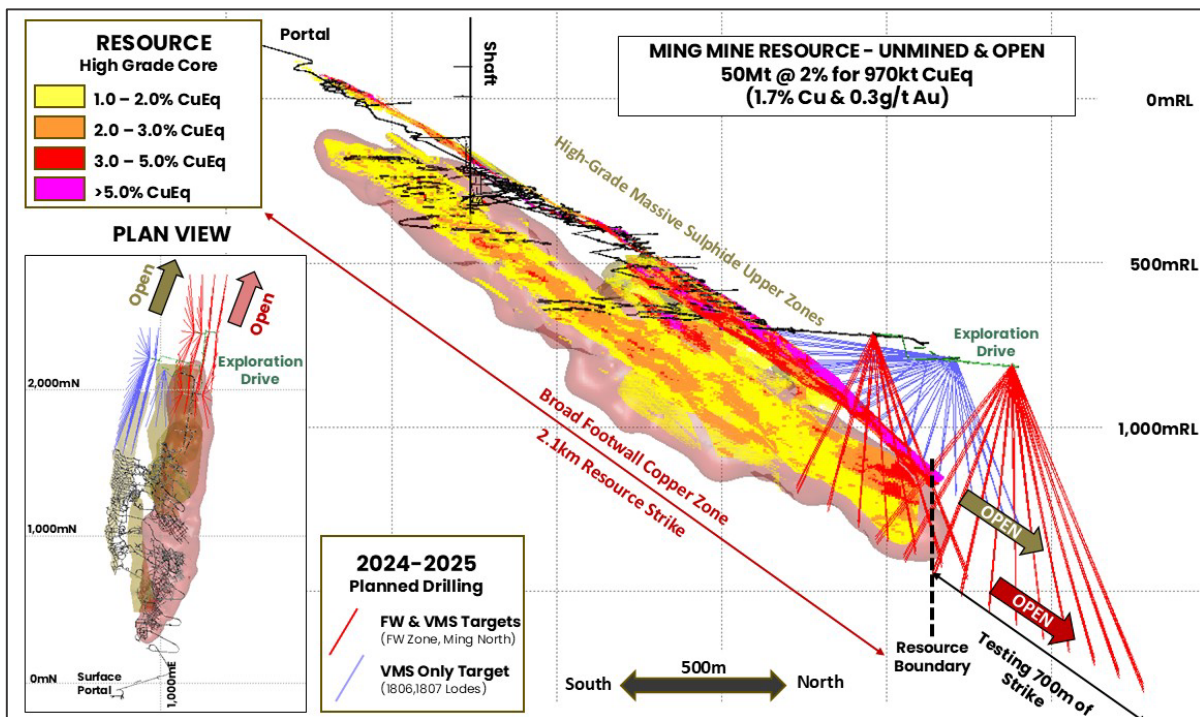 RESOURCE
High Grade Core
1.0 – 2.0% CuEq
2.0 – 3.0% CuEq
3.0 – 5.0% CuEq
>5.0% CuEq
Portal
Shaft
MING MINE RESOURCE - UNMINED & OPEN
50Mt @ 2% for 970kt CuEq
(1.7% Cu & 0.3g/t Au)
0mRL
500mRL
1,000mRL
High-Grade Massive Sulphide Upper Zones
Exploration
Drive
Broad Footwall Copper Zone
2.1km Resource Strike
OPEN
OPEN
Resource
Boundary
Testing 700m of
Strike
South
500m
North
PLAN VIEW
Open
Open
Exploration
Drive
2,000mN
1,000mN
0mN
Surface
Portal
1,000mE
2024-2025
Planned Drilling
FW & VMS Targets
(FW Zone, Ming North)
VMS Only Target
(1806,1807 Lodes)